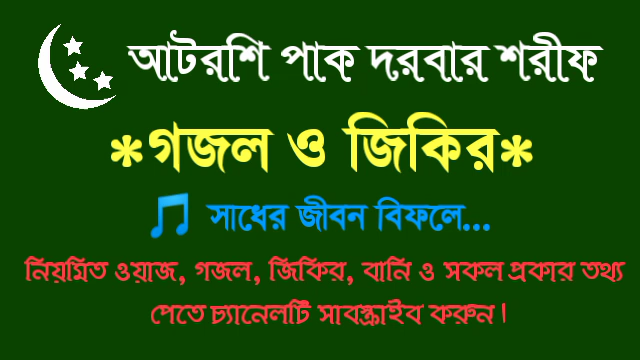 আটরশি পাক দরবার শরীফ
*গজল ও জিকির*
সাধের জীবন বিফলে...
নিয়মিত ওয়াজ, গজল, জিকির, বানি ও সকল প্রকার তথ্য
পেতে চ্যানেলটি সাবস্ক্রাইব করুন।